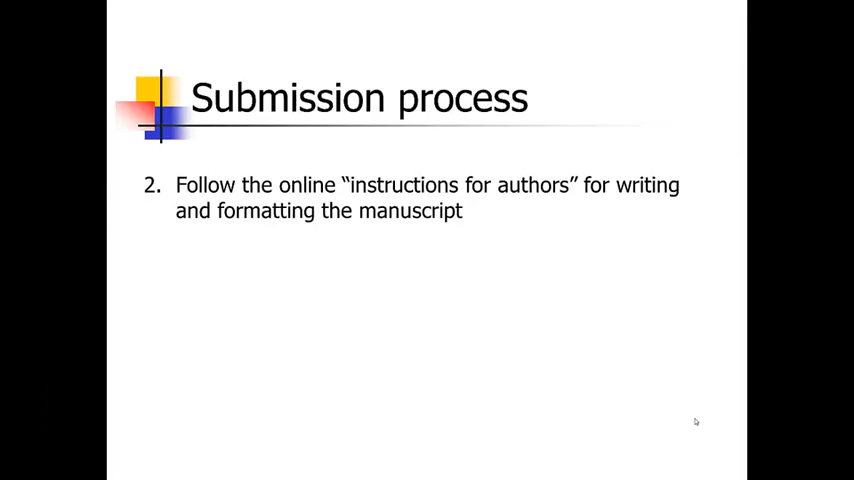 Submission process
2. Follow the online “instructions for authors” for writing
and formatting the manuscript